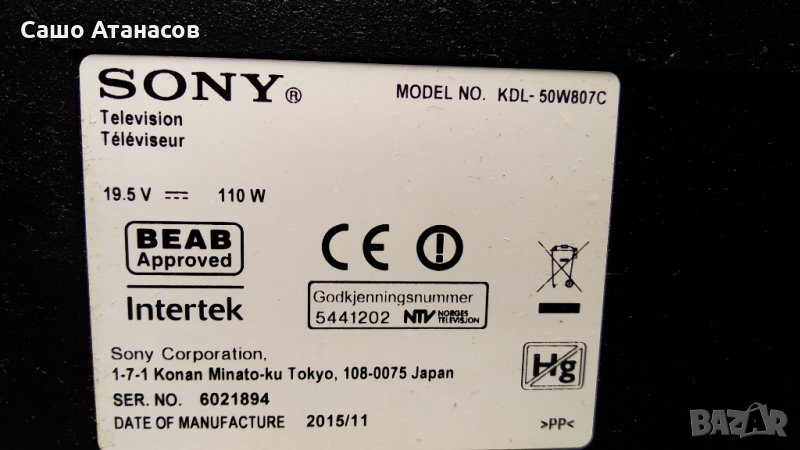 Сашо Атанасов
SONY®
MODEL NO. KDL- 50W807C
Television
Téléviseur
19.5 V 110 W
BEAB
Approved
Intertek
CE
Godkjenningsnummer
5441202 NTV NORGES TELEVISJON
Hg
Sony Corporation,
1-7-1 Konan Minato-ku Tokyo, 108-0075 Japan
SER. NO. 6021894
DATE OF MANUFACTURE 2015/11
>PP<
BAZAR